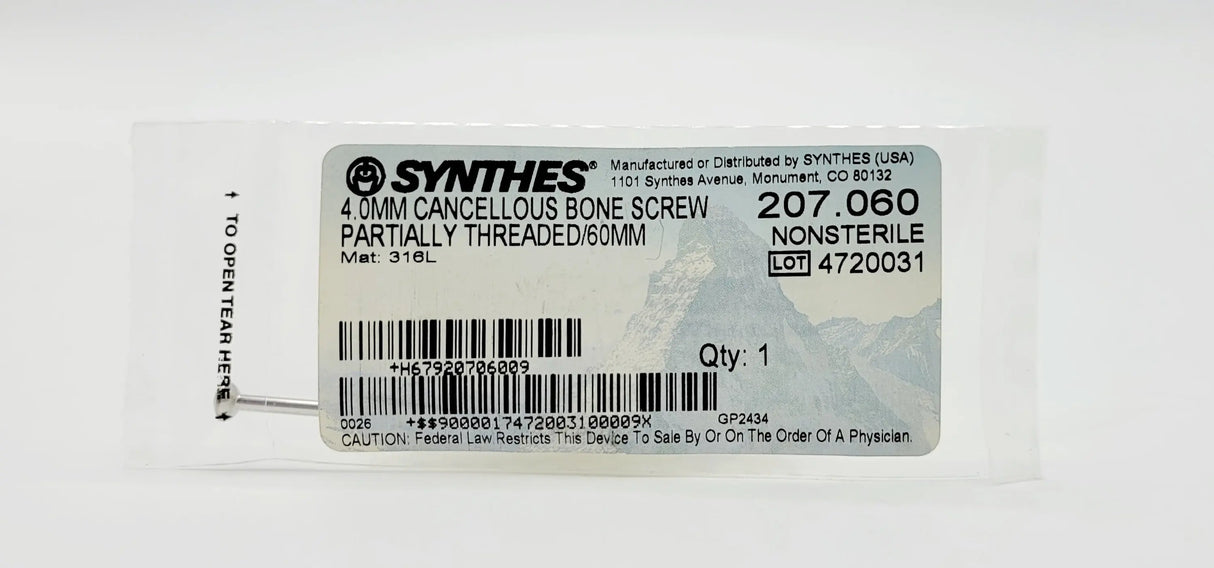 TO OPEN TEAR HERE
SYNTHES®
Manufactured or Distributed by SYNTHES (USA)
1101 Synthes Avenue, Monument, CO 80132
4.0MM CANCELLOUS BONE SCREW
207.060
PARTIALLY THREADED/60MM
NONSTERILE
Mat: 316L
LOT 4720031
Qty: 1
+H67920706009
0026 +$$9000017472003100009X GP2434
CAUTION: Federal Law Restricts This Device To Sale By Or On The Order Of A Physician.